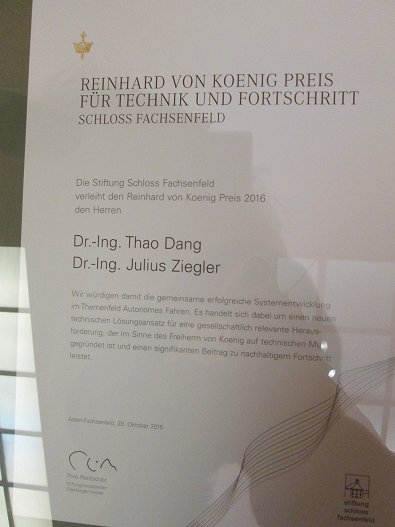 REINHARD VON KOENIG PREIS
FÜR TECHNIK UND FORTSCHRITT
SCHLOSS FACHSENFELD
Die Stiftung Schloss Fachsenfeld
verleiht den Reinhard von Koenig Preis 2016
den Herren
Dr.-Ing. Thao Dang
Dr.-Ing. Julius Ziegler
Wir würdigen damit die gemeinsame erfolgreiche Systementwicklung
im Themenfeld Autonomes Fahren. Es handelt sich dabei um einen neuen
technischen Lösungsansatz für eine gesellschaftlich relevante Heraus-
forderung, der im Sinne des Freiherrn von Koenig auf technischen
gegründet ist und einen signifikanten Beitrag zu nachhaltigem Fortschritt
leistet.
Aalen-Fachsenfeld, 26. Oktober 2016
Thilo Rentschler
Oberbürgermeister
stiftung
schloss
fachsenfeld